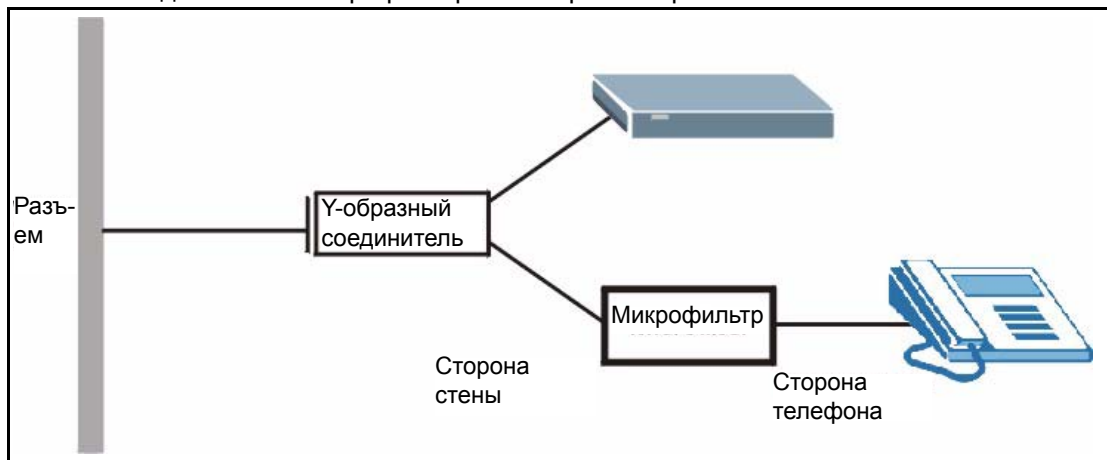 Разъ-
ем
Y-образный
соединитель
Микрофильтр
Сторона
стены
Сторона
телефона